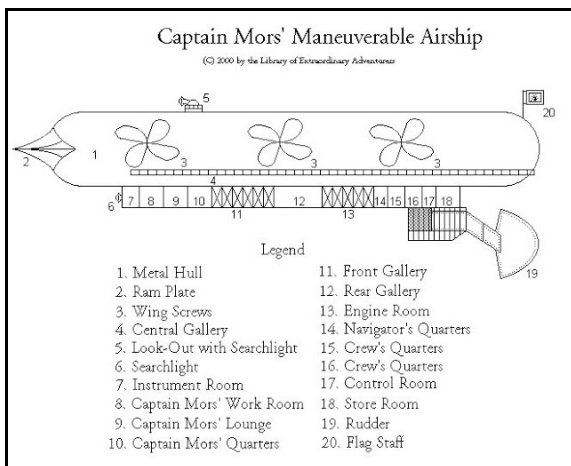 Captain Mors' Maneuverable Airship
(C) 2000 by the Library of Extraordinary Adventures
5
20
2
1
3
3
3
4
6
7 8 9 10 11 12 13 14 15 16 17 18
19
Legend
1. Metal Hull
2. Ram Plate
3. Wing Screws
4. Central Gallery
5. Look-Out with Searchlight
6. Searchlight
7. Instrument Room
8. Captain Mors' Work Room
9. Captain Mors' Lounge
10. Captain Mors' Quarters
11. Front Gallery
12. Rear Gallery
13. Engine Room
14. Navigator's Quarters
15. Crew's Quarters
16. Crew's Quarters
17. Control Room
18. Store Room
19. Rudder
20. Flag Staff